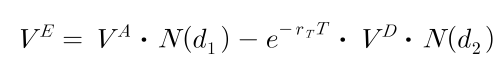 V^E = V^A · N(d_1) − e^{−r_T T} · V^D · N(d_2)